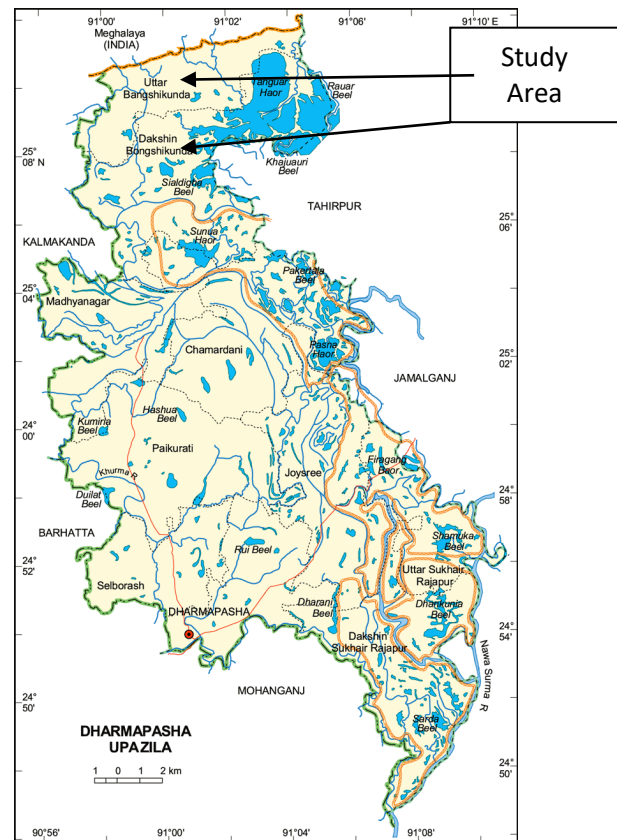 91° 00'
91° 02'
91° 06'
91° 10' E
Meghalaya
(INDIA)
Study
Area
Uttar
Bangshikunda
Tanguar
Haor
Rauar
Beel
Dakshin
Bongshikunda
25°
08' N
Khajuauri
Beel
Sialdigha
Beel
TAHIRPUR
25°
06'
KALMAKANDA
Sunua
Haor
Pakertala
Beel
25°
04'
Madhyanagar
Chamardani
Pasna
Haor
25°
02'
JAMALGANJ
Hashua
Beel
Kumiria
Beel
24°
00'
Paikurati
Joysree
Firagang
Baor
Khurma R
24°
58'
Duilat
Beel
BARHATTA
Shamuka
Beel
24°
52'
Rui Beel
Uttar Sukhair
Rajapur
Selborash
Dharani
Beel
Dhankunia
Beel
DHARMAPASHA
24°
54'
Dakshin
Sukhair Rajapur
Nawa Surma R
MOHANGANJ
24°
50'
Sarda
Beel
DHARMAPASHA
UPAZILA
24°
50'
1 0 1 2 km
90° 56'
91° 00'
91° 04'
91° 08'